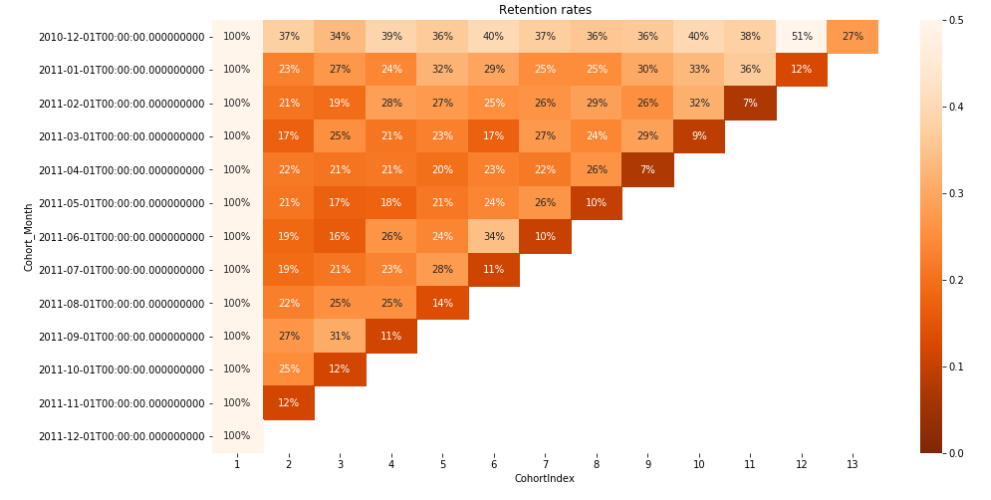 Retention rates
2010-12-01T00:00:00.000000000 100% 37% 34% 39% 36% 40% 37% 36% 36% 40% 38% 51% 27%
2011-01-01T00:00:00.000000000 100% 23% 27% 24% 32% 29% 25% 25% 30% 33% 36% 12%
2011-02-01T00:00:00.000000000 100% 21% 19% 28% 27% 25% 26% 29% 26% 32% 7%
2011-03-01T00:00:00.000000000 100% 17% 25% 21% 23% 17% 27% 24% 29% 9%
2011-04-01T00:00:00.000000000 100% 22% 21% 21% 20% 23% 22% 26% 7%
2011-05-01T00:00:00.000000000 100% 21% 17% 18% 21% 24% 26% 10%
2011-06-01T00:00:00.000000000 100% 19% 16% 26% 24% 34% 10%
2011-07-01T00:00:00.000000000 100% 19% 21% 23% 28% 11%
2011-08-01T00:00:00.000000000 100% 22% 25% 25% 14%
2011-09-01T00:00:00.000000000 100% 27% 31% 11%
2011-10-01T00:00:00.000000000 100% 25% 12%
2011-11-01T00:00:00.000000000 100% 12%
2011-12-01T00:00:00.000000000 100%
1 2 3 4 5 6 7 8 9 10 11 12 13
CohortIndex
Cohort_Month
0.5
0.4
0.3
0.2
0.1
0.0